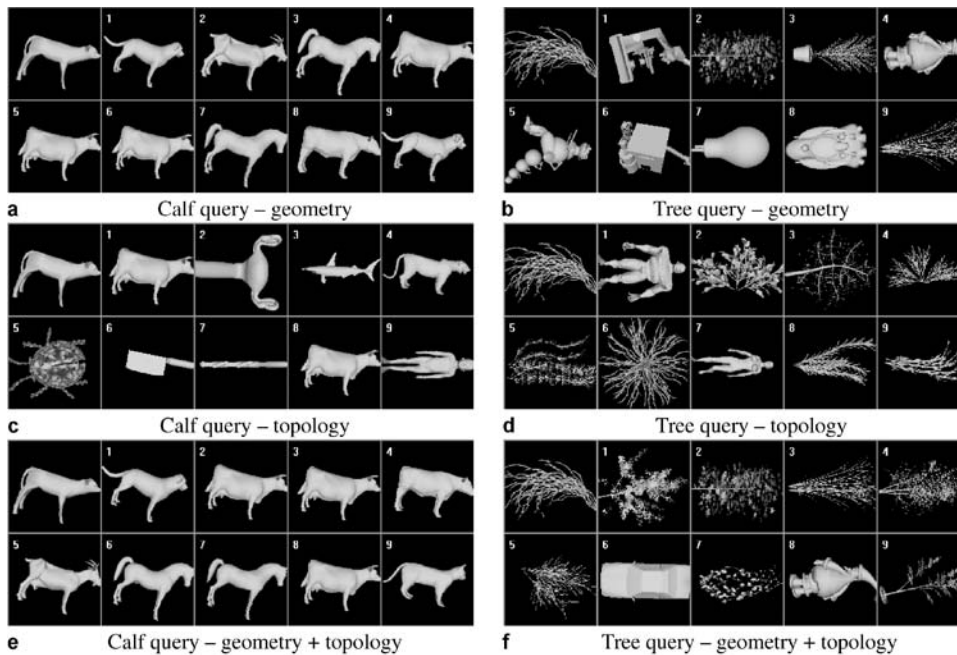 1 2 3 4
5 6 7 8 9
a Calf query – geometry
1 2 3 4
5 6 7 8 9
b Tree query – geometry
1 2 3 4
5 6 7 8 9
c Calf query – topology
1 2 3 4
5 6 7 8 9
d Tree query – topology
1 2 3 4
5 6 7 8 9
e Calf query – geometry + topology
1 2 3 4
5 6 7 8 9
f Tree query – geometry + topology